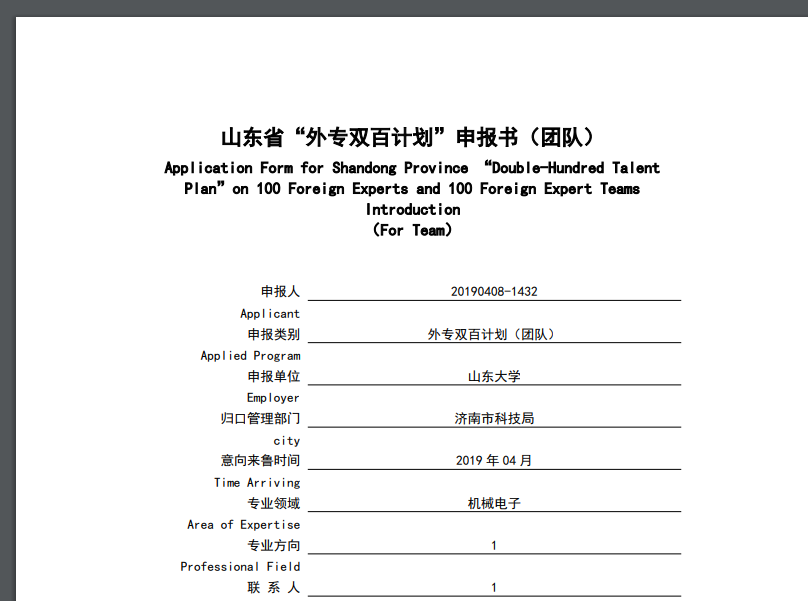 山东省“外专双百计划”申报书（团队）
Application Form for Shandong Province “Double-Hundred Talent
Plan”on 100 Foreign Experts and 100 Foreign Expert Teams
Introduction
（For Team）
申报人 20190408-1432
Applicant
申报类别 外专双百计划（团队）
Applied Program
申报单位 山东大学
Employer
归口管理部门 济南市科技局
city
意向来鲁时间 2019 年 04 月
Time Arriving
专业领域 机械电子
Area of Expertise
专业方向 1
Professional Field
联 系 人 1